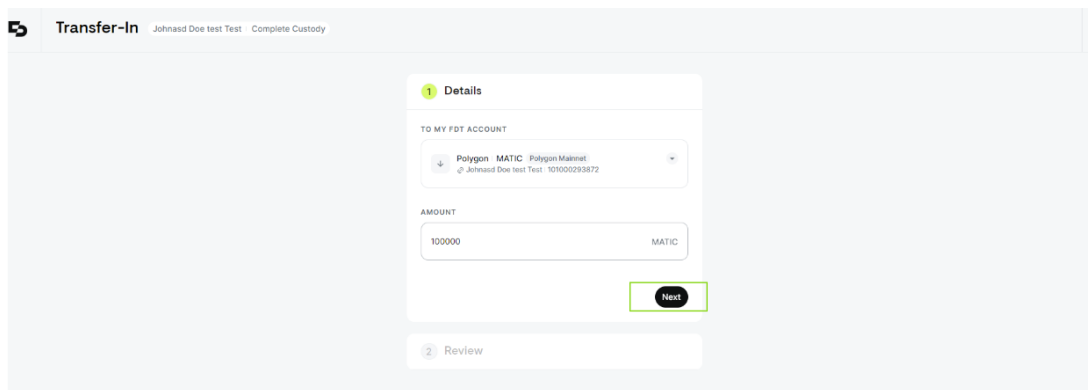 Transfer-In Johnasd Doe test Test Complete Custody
1 Details
TO MY FDT ACCOUNT
Polygon MATIC Polygon Mainnet
Johnasd Doe test Test 101000293872
AMOUNT
100000 MATIC
Next
2 Review